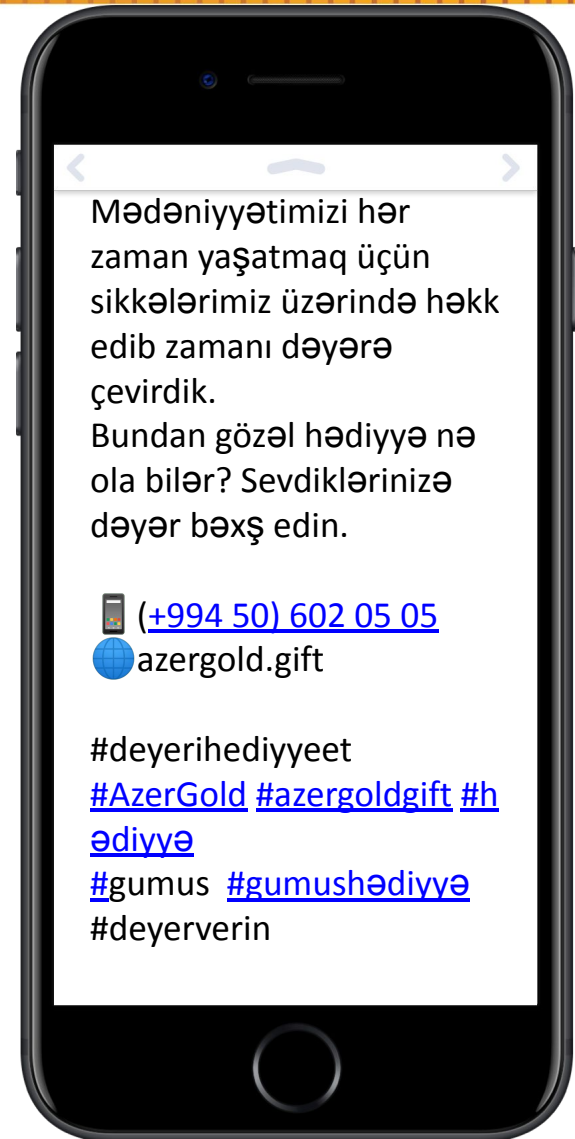 Mədəniyyətimizi hər
zaman yaşatmaq üçün
sikkələrimiz üzərində həkk
edib zamanı dəyərə
çevirdik.
Bundan gözəl hədiyyə nə
ola bilər? Sevdiklərinizə
dəyər bəxş edin.
(+994 50) 602 05 05
azergold.gift
#deyerihediyyeet
#AzerGold #azergoldgift #h
ədiyyə
#gumus #gumushədiyyə
#deyerverin